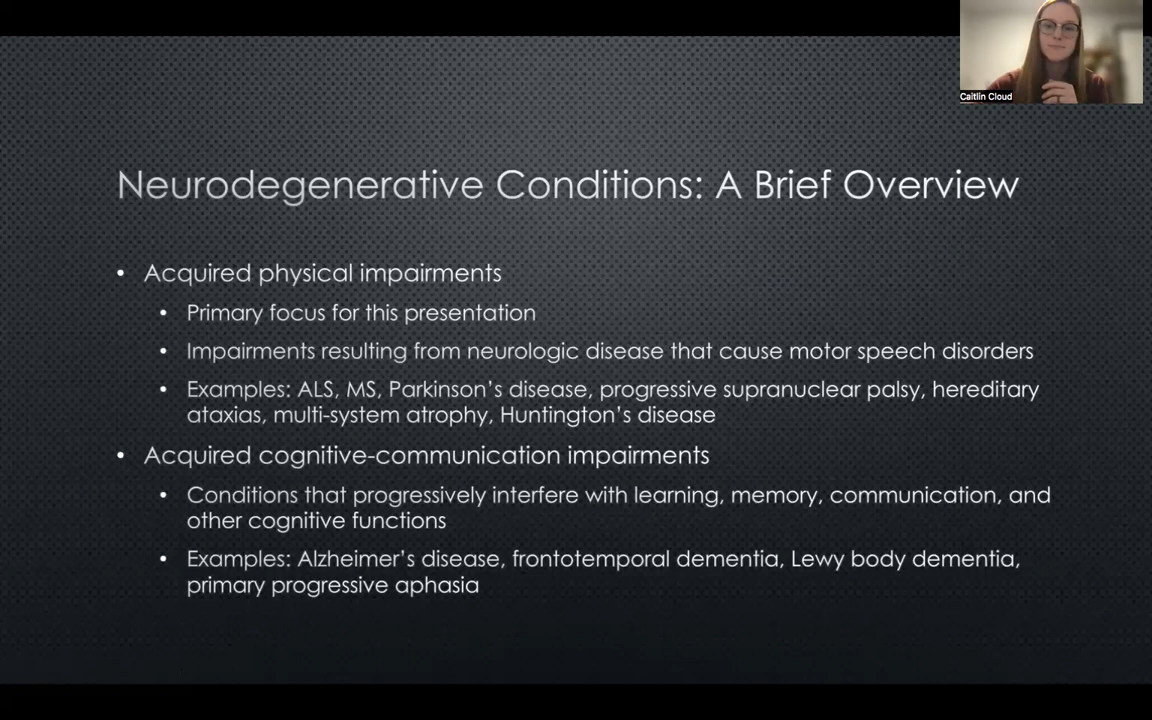 Caitlin Cloud
Neurodegenerative Conditions: A Brief Overview
• Acquired physical impairments
• Primary focus for this presentation
• Impairments resulting from neurologic disease that cause motor speech disorders
• Examples: ALS, MS, Parkinson's disease, progressive supranuclear palsy, hereditary
ataxias, multi-system atrophy, Huntington's disease
• Acquired cognitive-communication impairments
• Conditions that progressively interfere with learning, memory, communication, and
other cognitive functions
• Examples: Alzheimer's disease, frontotemporal dementia, Lewy body dementia,
primary progressive aphasia